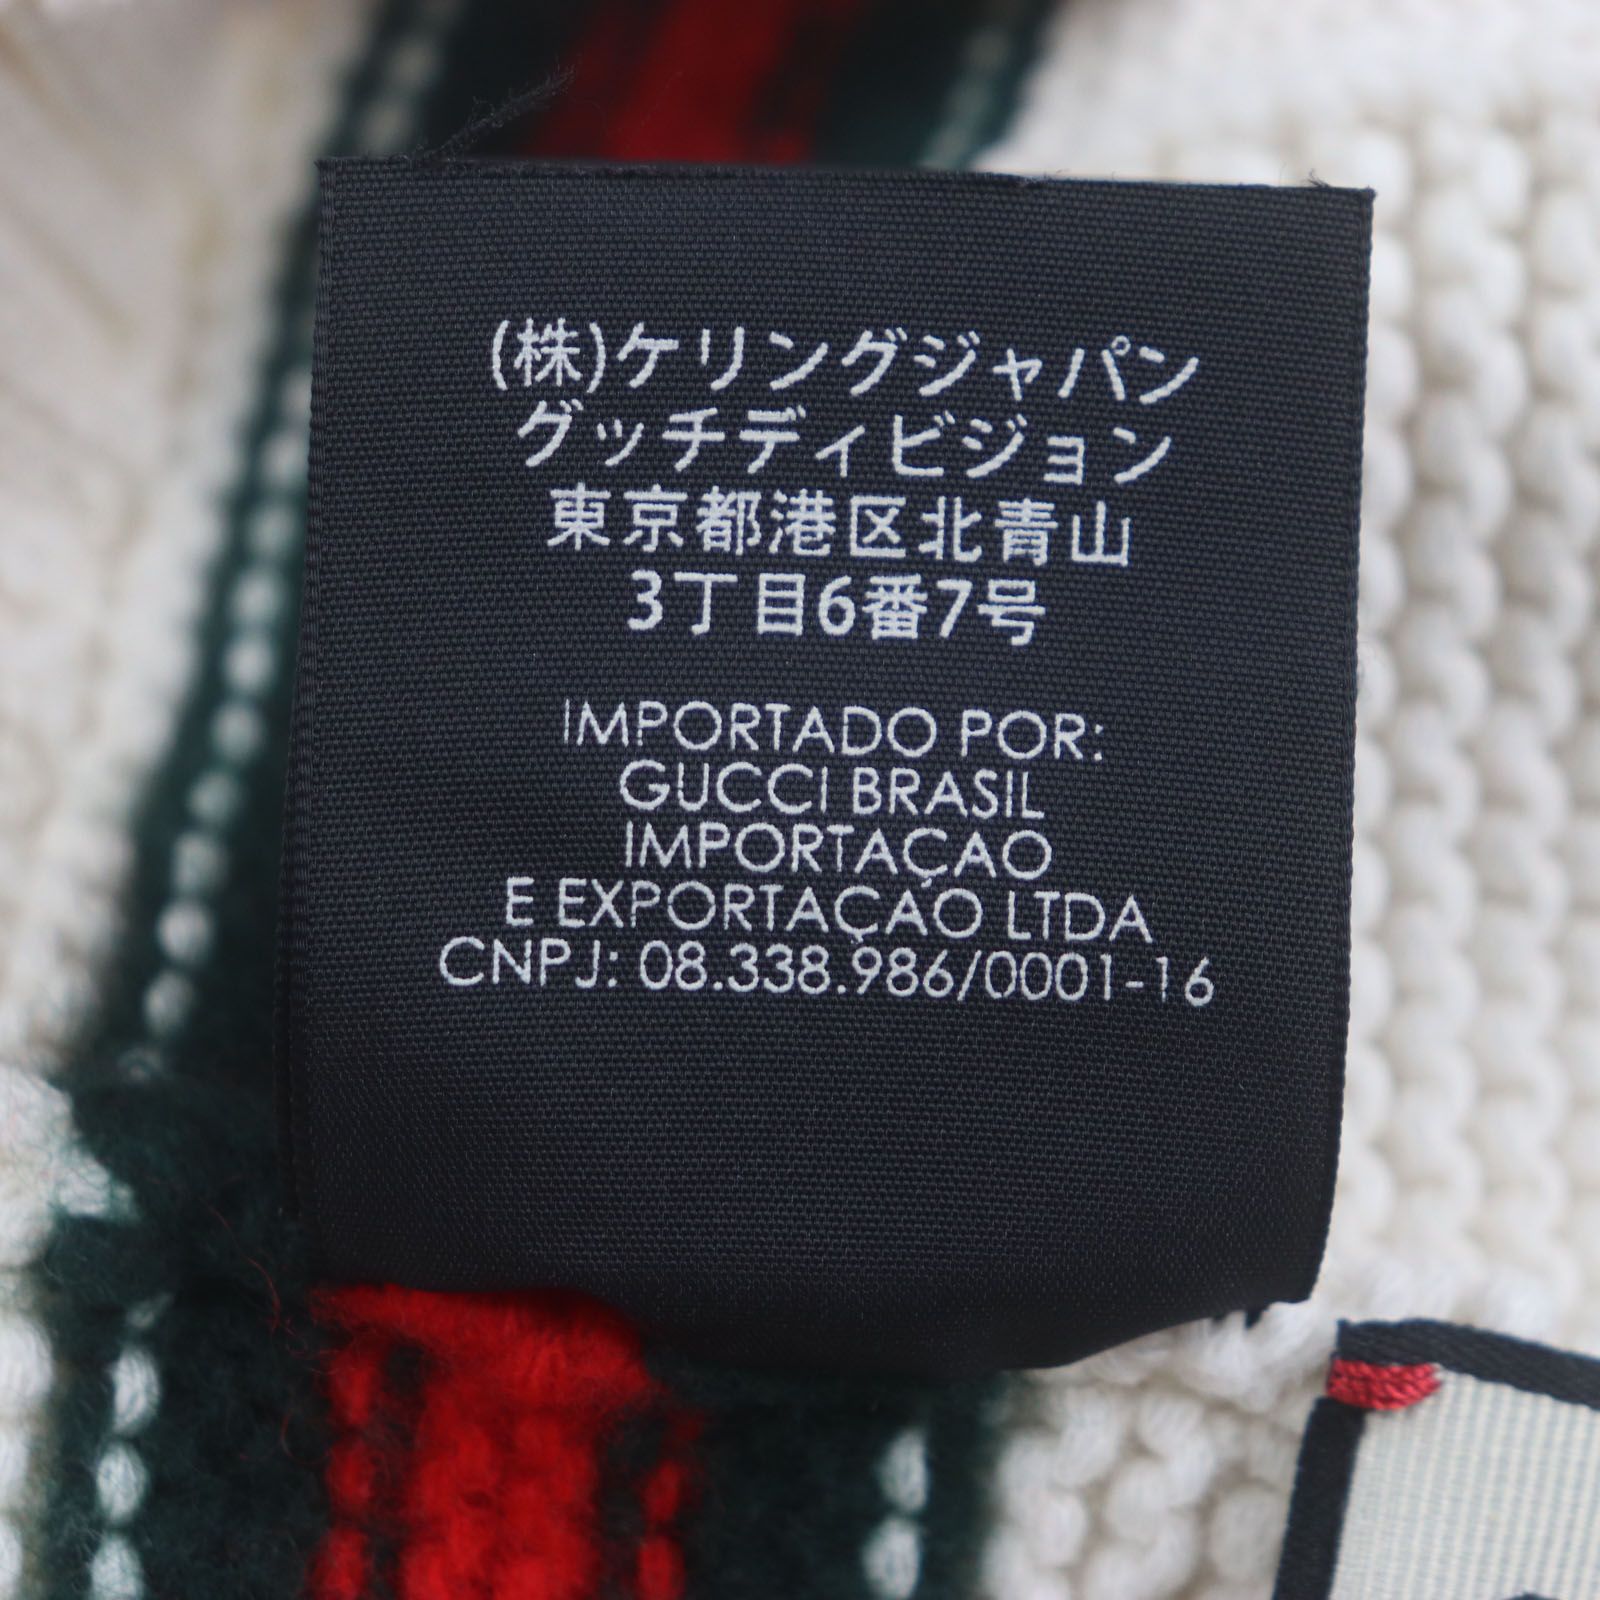 (株)ケリングジャパン
グッチディビジョン
東京都港区北青山
3丁目6番7号
IMPORTADO POR:
GUCCI BRASIL
IMPORTAÇAO
E EXPORTAÇAO LTDA
CNPJ: 08.338.986/0001-16